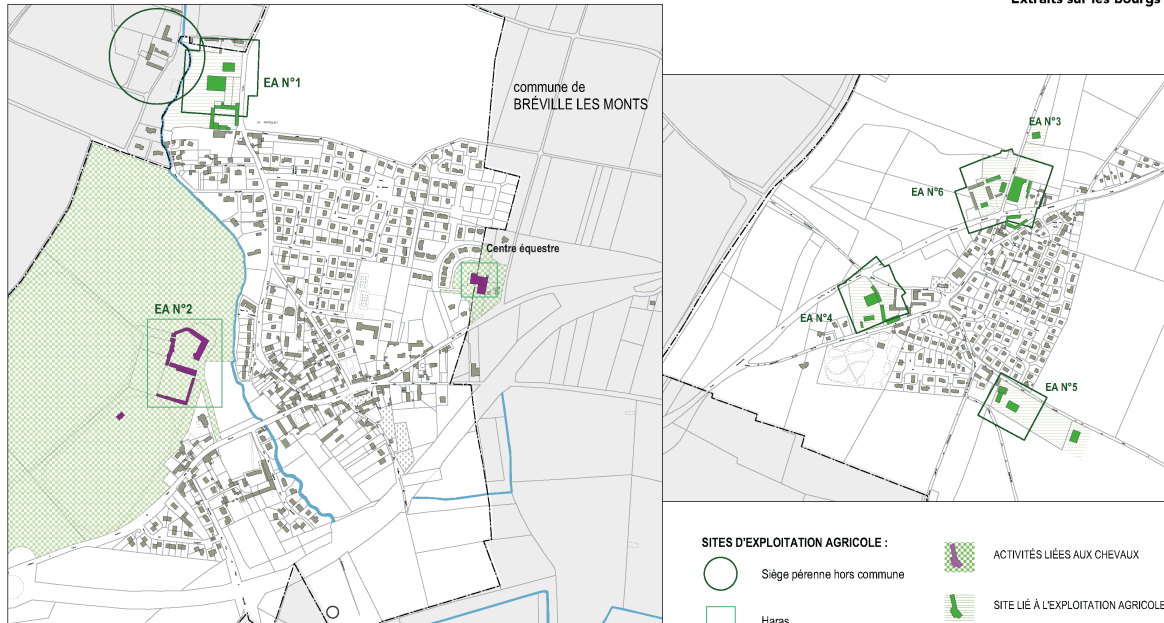 Extraits sur les bourgs
EA N°1
commune de
BRÉVILLE LES MONTS
Centre équestre
EA N°2
EA N°3
EA N°6
EA N°4
EA N°5
SITES D'EXPLOITATION AGRICOLE :
Siège pérenne hors commune
Haras
ACTIVITÉS LIÉES AUX CHEVAUX
SITE LIÉ À L'EXPLOITATION AGRICOLE